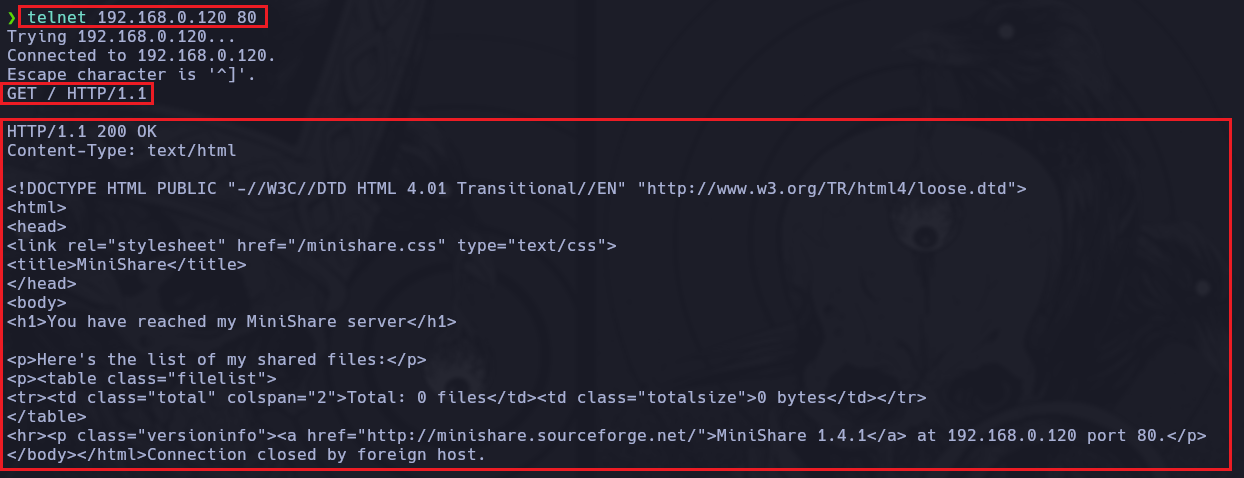 ❯ telnet 192.168.0.120 80
Trying 192.168.0.120...
Connected to 192.168.0.120.
Escape character is '^]'.
GET / HTTP/1.1
HTTP/1.1 200 OK
Content-Type: text/html
<!DOCTYPE HTML PUBLIC "-//W3C//DTD HTML 4.01 Transitional//EN" "http://www.w3.org/TR/html4/loose.dtd">
<html>
<head>
<link rel="stylesheet" href="/minishare.css" type="text/css">
<title>MiniShare</title>
</head>
<body>
<h1>You have reached my MiniShare server</h1>
<p>Here's the list of my shared files:</p>
<p><table class="filelist">
<tr><td class="total" colspan="2">Total: 0 files</td><td class="totalsize">0 bytes</td></tr>
</table>
<hr><p class="versioninfo"><a href="http://minishare.sourceforge.net/">MiniShare 1.4.1</a> at 192.168.0.120 port 80.</p>
</body></html>Connection closed by foreign host.